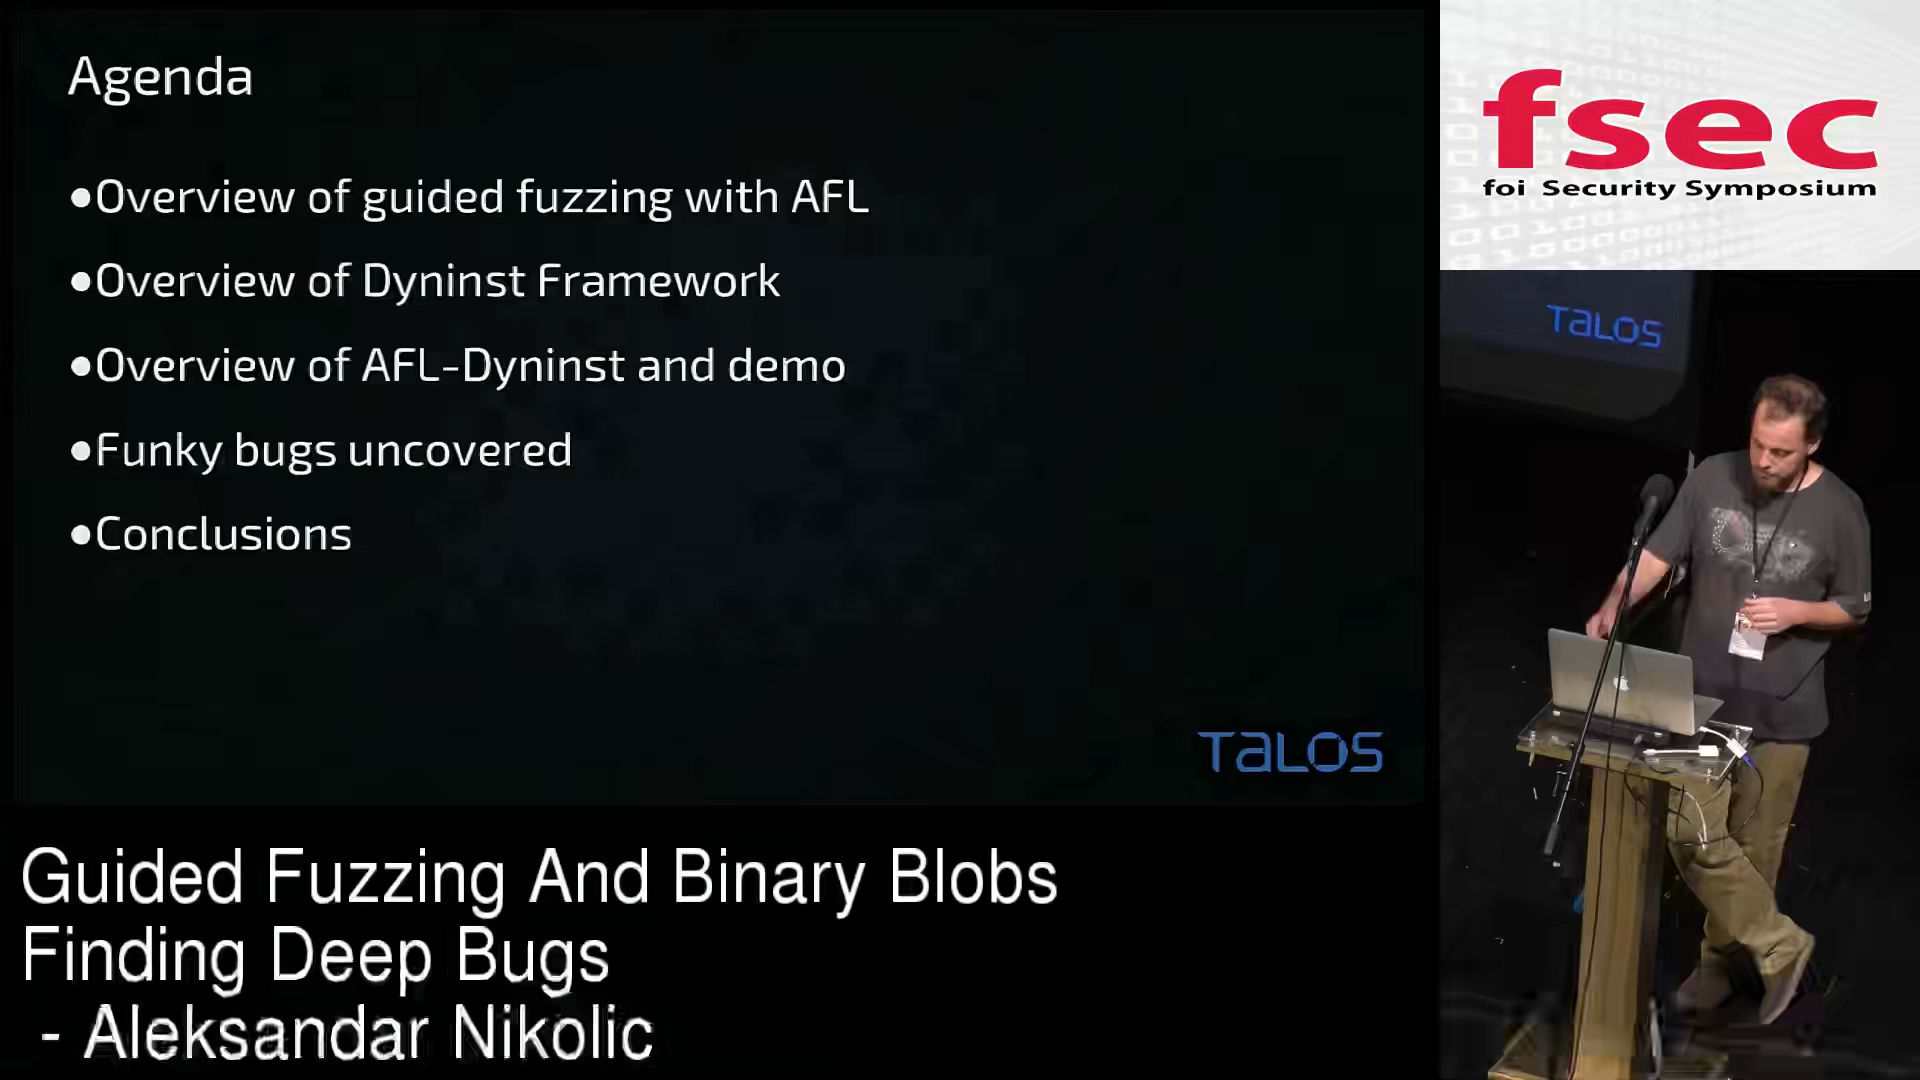 Agenda
●Overview of guided fuzzing with AFL
●Overview of Dyninst Framework
●Overview of AFL-Dyninst and demo
●Funky bugs uncovered
●Conclusions
TALOS
Guided Fuzzing And Binary Blobs
Finding Deep Bugs
- Aleksandar Nikolic
fsec
foi Security Symposium
TALOS